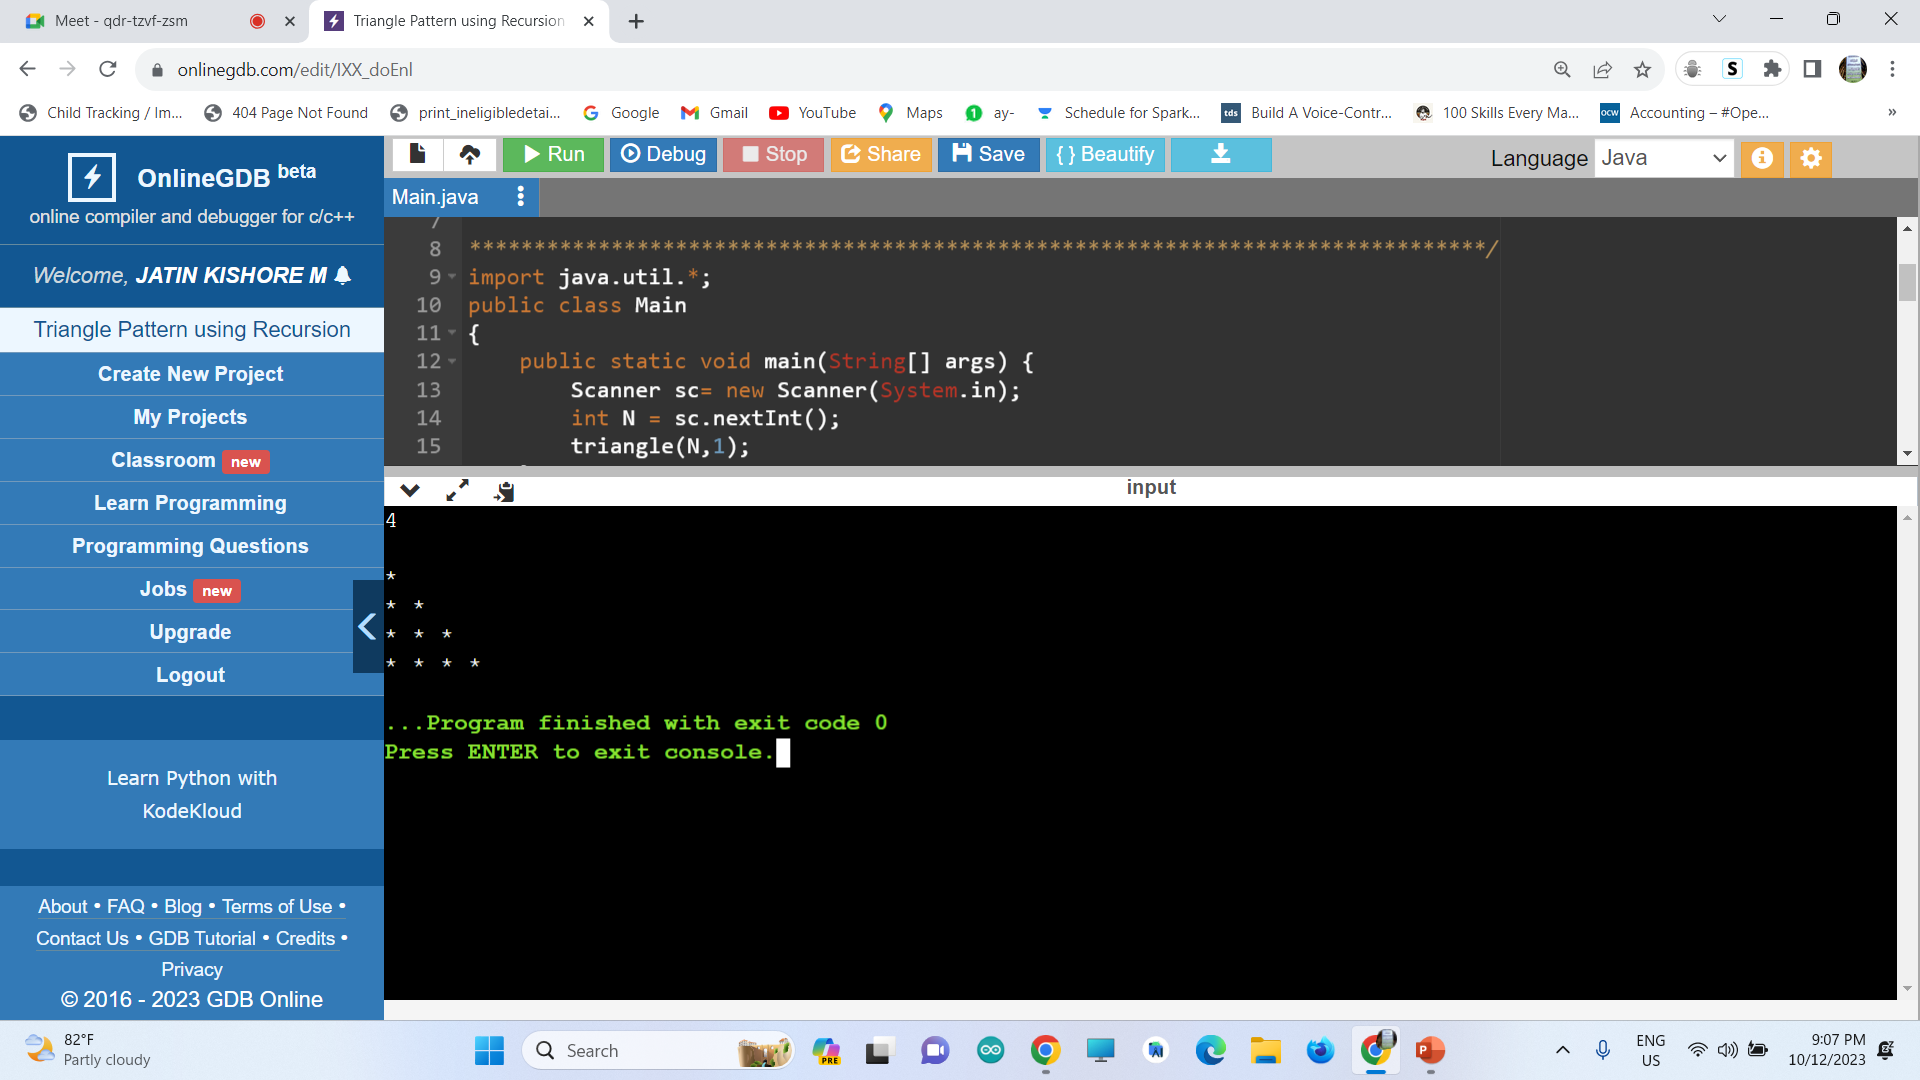 Meet - qdr-tzvf-zsm
Triangle Pattern using Recursion
onlinegdb.com/edit/IXX_doEnI
Child Tracking / Im...
404 Page Not Found
print_ineligibledetai...
Google
Gmail
YouTube
Maps
ay-
Schedule for Spark...
Build A Voice-Contr...
100 Skills Every Ma...
Accounting – #Ope...
OnlineGDB beta
online compiler and debugger for c/c++
Welcome, JATIN KISHORE M
Triangle Pattern using Recursion
Create New Project
My Projects
Classroom new
Learn Programming
Programming Questions
Jobs new
Upgrade
Logout
Learn Python with
KodeKloud
About • FAQ • Blog • Terms of Use •
Contact Us • GDB Tutorial • Credits •
Privacy
© 2016 - 2023 GDB Online
Run
Debug
Stop
Share
Save
{ } Beautify
Language Java
Main.java
7
8 ********************************************************************************/
9 import java.util.*;
10 public class Main
11 {
12 public static void main(String[] args) {
13 Scanner sc= new Scanner(System.in);
14 int N = sc.nextInt();
15 triangle(N,1);
input
4
*
* *
* * *
* * * *
...Program finished with exit code 0
Press ENTER to exit console.
82°F
Partly cloudy
Search
PRE
ENG
US
9:07 PM
10/12/2023